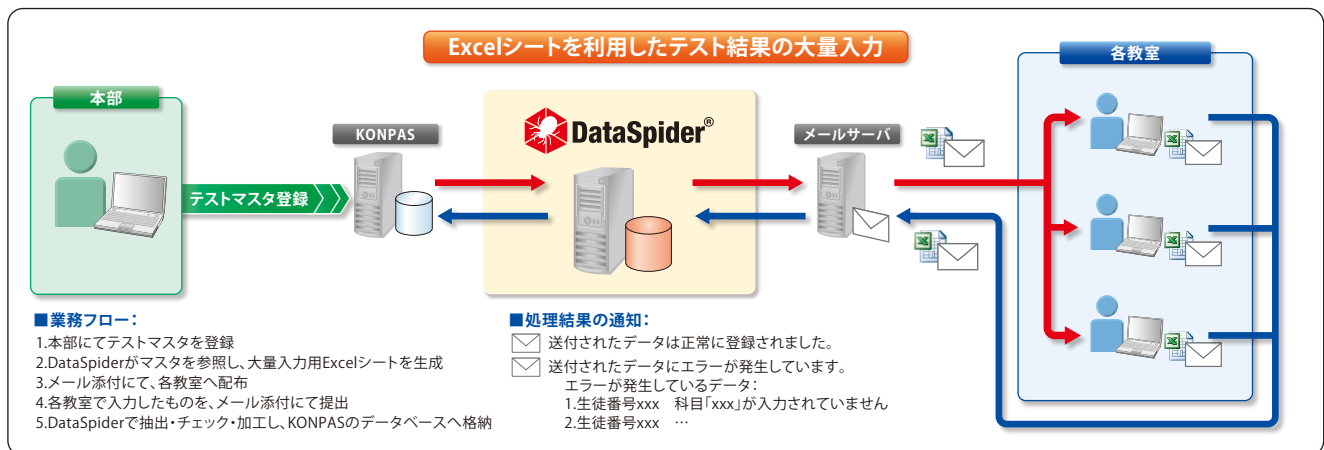 Excelシートを利用したテスト結果の大量入力
本部
KONPAS
DataSpider®
メールサーバ
各教室
テストマスタ登録
■業務フロー：
1.本部にてテストマスタを登録
2.DataSpiderがマスタを参照し、大量入力用Excelシートを生成
3.メール添付にて、各教室へ配布
4.各教室で入力したものを、メール添付にて提出
5.DataSpiderで抽出・チェック・加工し、KONPASのデータベースへ格納
■処理結果の通知：
送付されたデータは正常に登録されました。
送付されたデータにエラーが発生しています。
エラーが発生しているデータ：
1.生徒番号xxx　科目「xxx」が入力されていません
2.生徒番号xxx　…